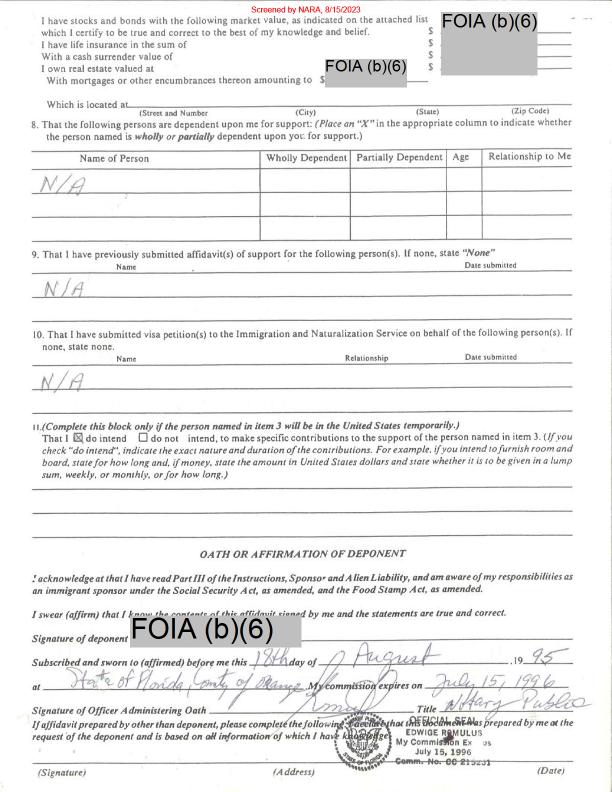 Screened by NARA, 8/15/2023
I have stocks and bonds with the following market value, as indicated on the attached list
which I certify to be true and correct to the best of my knowledge and belief. $ FOIA (b)(6)
I have life insurance in the sum of $
With a cash surrender value of $
I own real estate valued at $
With mortgages or other encumbrances thereon amounting to $ FOIA (b)(6)
Which is located at
(Street and Number) (City) (State) (Zip Code)
8. That the following persons are dependent upon me for support: (Place an "X" in the appropriate column to indicate whether
the person named is wholly or partially dependent upon you for support.)
Name of Person Wholly Dependent Partially Dependent Age Relationship to Me
N/A
9. That I have previously submitted affidavit(s) of support for the following person(s). If none, state "None"
Name Date submitted
N/A
10. That I have submitted visa petition(s) to the Immigration and Naturalization Service on behalf of the following person(s). If
none, state none.
Name Relationship Date submitted
N/A
11.(Complete this block only if the person named in item 3 will be in the United States temporarily.)
That I ☒ do intend ☐ do not intend, to make specific contributions to the support of the person named in item 3. (If you
check "do intend", indicate the exact nature and duration of the contributions. For example, if you intend to furnish room and
board, state for how long and, if money, state the amount in United States dollars and state whether it is to be given in a lump
sum, weekly, or monthly, or for how long.)
OATH OR AFFIRMATION OF DEPONENT
I acknowledge at that I have read Part III of the Instructions, Sponsor and Alien Liability, and am aware of my responsibilities as
an immigrant sponsor under the Social Security Act, as amended, and the Food Stamp Act, as amended.
I swear (affirm) that I know the contents of this affidavit signed by me and the statements are true and correct.
Signature of deponent FOIA (b)(6)
Subscribed and sworn to (affirmed) before me this 18th day of August ,19 95
at State of Florida, County of Orange My commission expires on July 15, 1996
Signature of Officer Administering Oath Title Notary Public
If affidavit prepared by other than deponent, please complete the following: I declare that this document was prepared by me at the
request of the deponent and is based on all information of which I have knowledge.
OFFICIAL SEAL
EDWIGE ROMULUS
My Commission Ex us
July 15, 1996
Comm. No. CC 215231
STATE OF FLORIDA
(Signature) (Address) (Date)